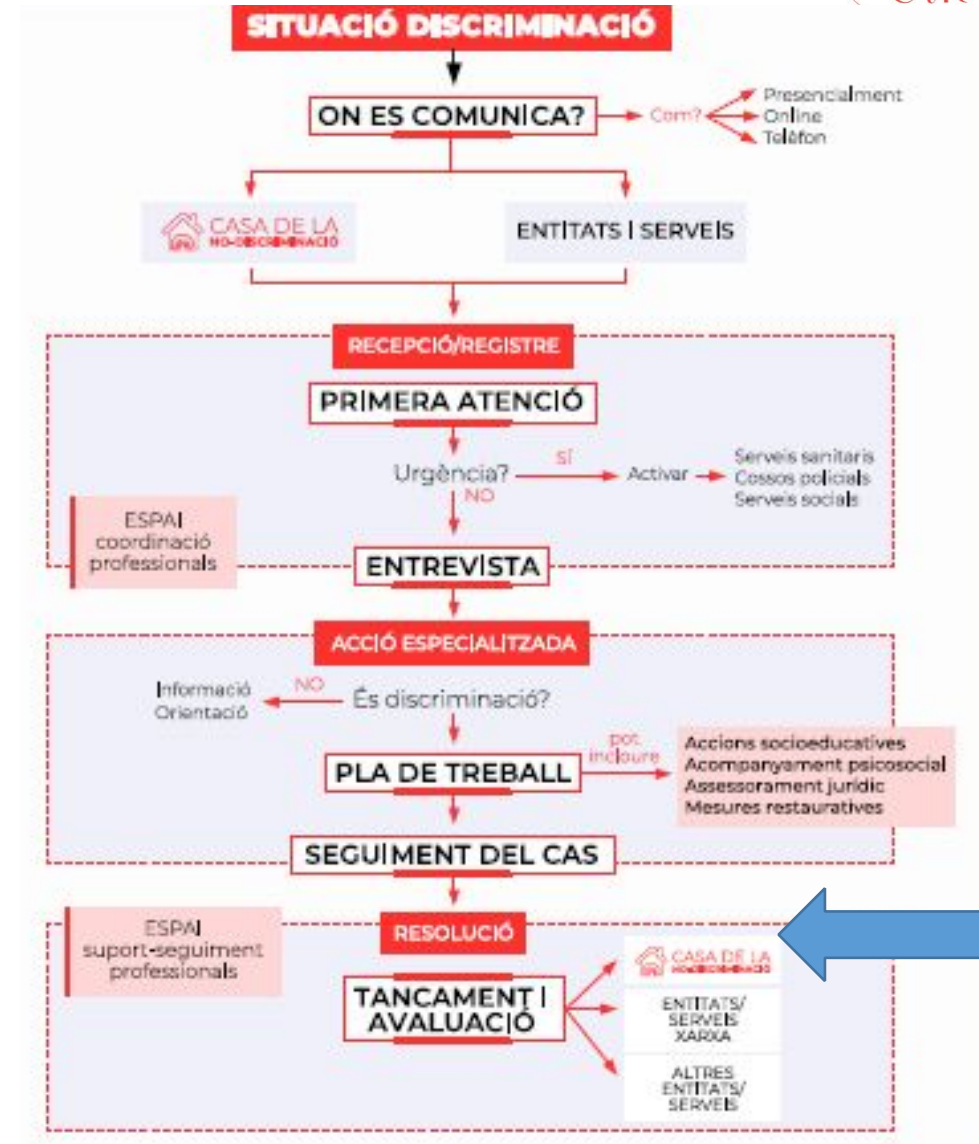 SITUACIÓ DISCRIMINACIÓ
ON ES COMUNICA?
Com?
Presencialment
Online
Telèfon
CASA DE LA
NO-DISCRIMINACIÓ
ENTITATS I SERVEIS
RECEPCIÓ/REGISTRE
PRIMERA ATENCIÓ
Urgència?
SÍ
Activar
Serveis sanitaris
Cossos policials
Serveis socials
NO
ESPAI
coordinació
professionals
ENTREVISTA
ACCIÓ ESPECIALITZADA
Informació
Orientació
NO
És discriminació?
PLA DE TREBALL
pot
incloure
Accions socioeducatives
Acompanyament psicosocial
Assessorament jurídic
Mesures restauratives
SEGUIMENT DEL CAS
ESPAI
suport-seguiment
professionals
RESOLUCIÓ
TANCAMENT I
AVALUACIÓ
CASA DE LA
NO-DISCRIMINACIÓ
ENTITATS/
SERVEIS
XARXA
ALTRES
ENTITATS/
SERVEIS